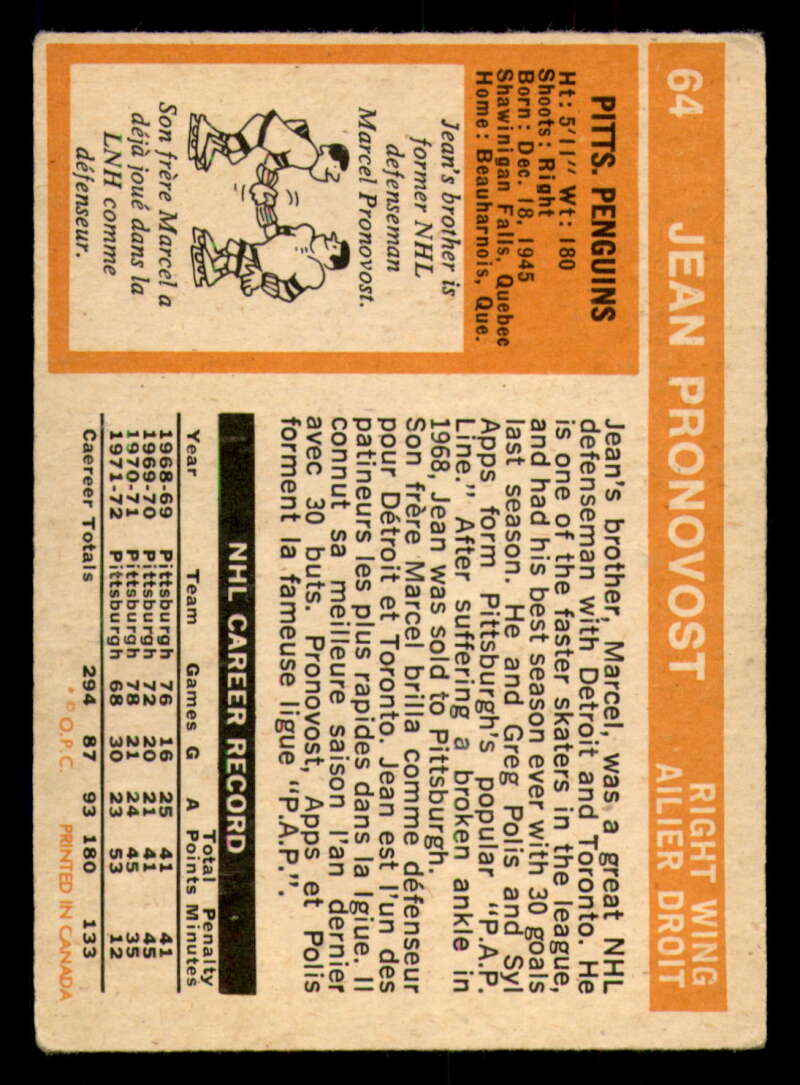 64 JEAN PRONOVOST RIGHT WING
AILIER DROIT
PITTS. PENGUINS
Ht: 5'11" Wt: 180
Shoots: Right
Born: Dec. 18, 1945
Shawinigan Falls, Quebec
Home: Beauharnois, Que.
Jean's brother is
former NHL
defenseman
Marcel Pronovost.
Son frère Marcel a
déjà joué dans la
LNH comme
défenseur.
Jean's brother, Marcel, was a great NHL
defenseman with Detroit and Toronto. He
is one of the faster skaters in the league,
and had his best season ever with 30 goals
last season. He and Greg Polis and Syl
Apps form Pittsburgh's popular "P.A.P.
Line." After suffering a broken ankle in
1968, Jean was sold to Pittsburgh.
Son frère Marcel brilla comme défenseur
pour Détroit et Toronto. Jean est l'un des
patineurs les plus rapides dans la lgiue. Il
connut sa meilleure saison l'an dernier
avec 30 buts. Pronovost, Apps et Polis
forment la fameuse ligue "P.A.P.".
NHL CAREER RECORD
Year Team Games G A Total Points Penalty Minutes
1968-69 Pittsburgh 76 16 25 41 41
1969-70 Pittsburgh 72 20 21 41 45
1970-71 Pittsburgh 78 21 24 45 35
1971-72 Pittsburgh 68 30 23 53 12
Caereer Totals 294 87 93 180 133
* © O.P.C. PRINTED IN CANADA